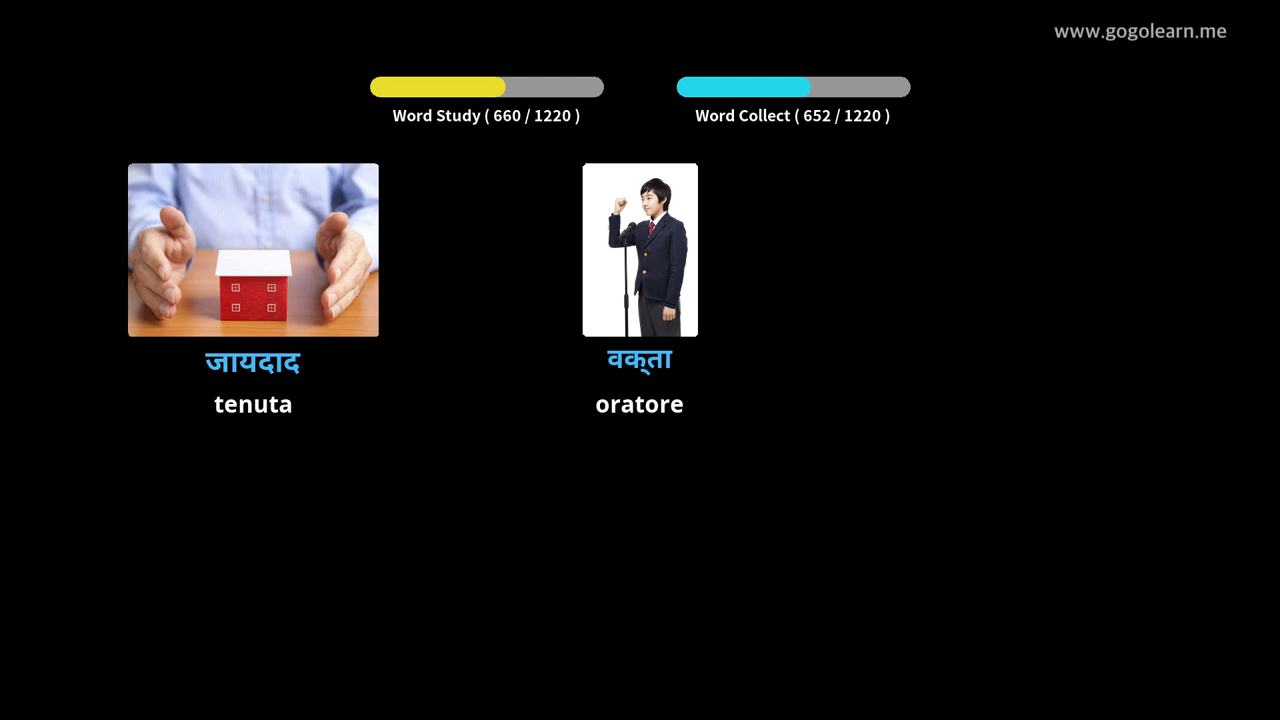 www.gogolearn.me
Word Study ( 660 / 1220 )
Word Collect ( 652 / 1220 )
जायदाद
वक्ता
tenuta
oratore